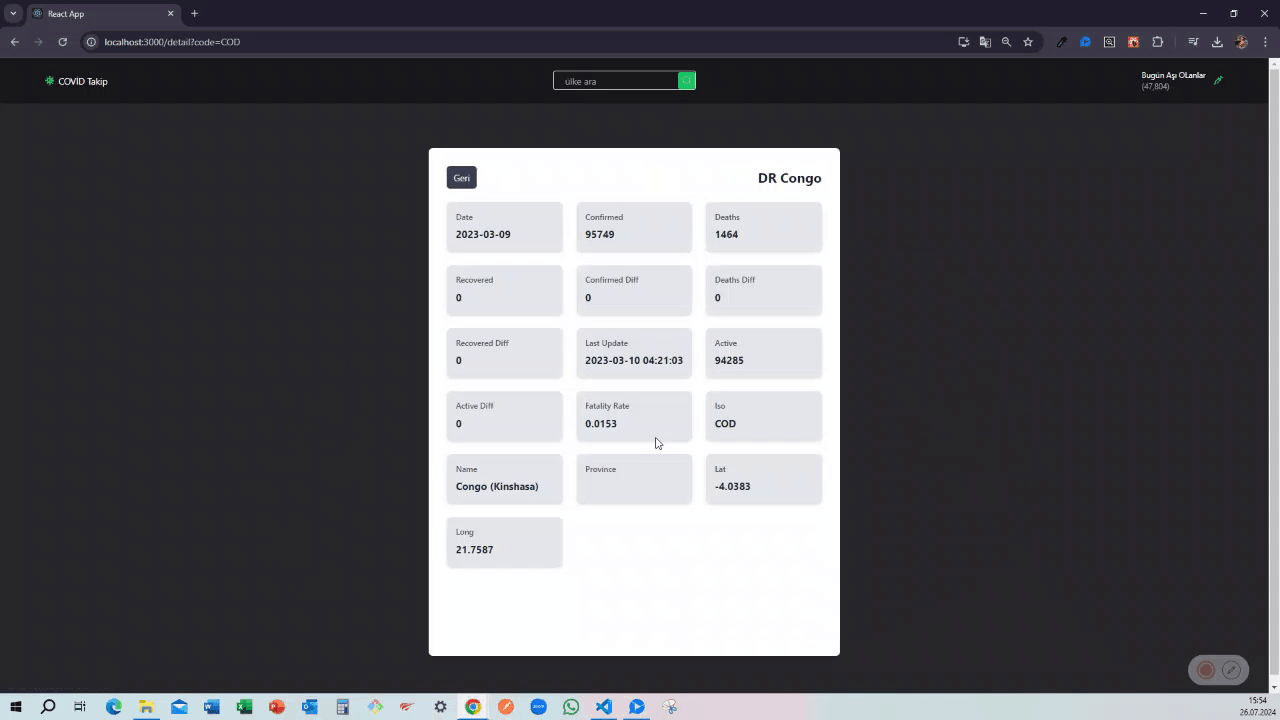 React App
localhost:3000/detail?code=COD
COVİD Takip
ülke ara
Bugün Aşı OLanlar
(47,804)
Geri
DR Congo
Date
2023-03-09
Confirmed
95749
Deaths
1464
Recovered
0
Confirmed Diff
0
Deaths Diff
0
Recovered Diff
0
Last Update
2023-03-10 04:21:03
Active
94285
Active Diff
0
Fatality Rate
0.0153
Iso
COD
Name
Congo (Kinshasa)
Province
Lat
-4.0383
Long
21.7587
15:54
26.07.2024